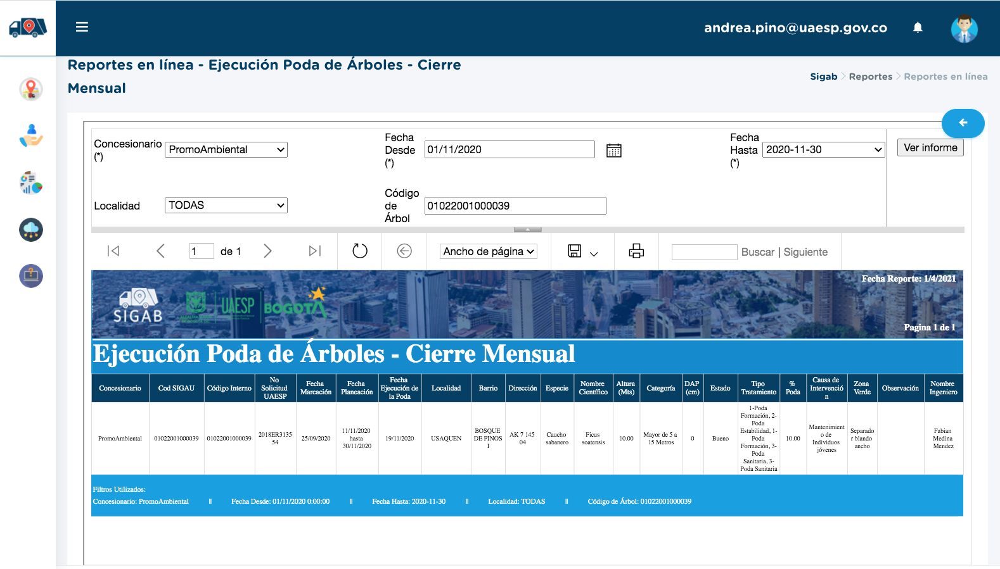 andrea.pino@uaesp.gov.co
Reportes en línea - Ejecución Poda de Árboles - Cierre
Mensual
Sigab > Reportes > Reportes en línea
Concesionario
(*)
PromoAmbiental
Fecha
Desde
(*)
01/11/2020
Fecha
Hasta
(*)
2020-11-30
Ver informe
Localidad
TODAS
Código
de
Árbol
01022001000039
1 de 1
Ancho de página
Buscar | Siguiente
Fecha Reporte: 1/4/2021
SIGAB
UAESP
BOGOTÁ
Pagina 1 de 1
Ejecución Poda de Árboles - Cierre Mensual
Concesionario
Cod SIGAU
Código Interno
No
Solicitud
UAESP
Fecha
Marcación
Fecha
Planeación
Fecha
Ejecución de
la Poda
Localidad
Barrio
Dirección
Especie
Nombre
Científico
Altura
(Mts)
Categoría
DAP
(cm)
Estado
Tipo
Tratamiento
%
Poda
Causa de
Intervenció
n
Zona
Verde
Observación
Nombre
Ingeniero
PromoAmbiental
01022001000039
01022001000039
2018ER3135
54
25/09/2020
11/11/2020
hasta
30/11/2020
19/11/2020
USAQUEN
BOSQUE
DE PINOS
I
AK 7 145
04
Caucho
sabanero
Ficus
soatensis
10.00
Mayor de 5 a
15 Metros
0
Bueno
1-Poda
Formación, 2-
Poda
Estabilidad, 1-
Poda
Formación, 3-
Poda
Sanitaria, 3-
Poda Sanitaria
10.00
Mantenimient
o de
Individuos
jóvenes
Separado
r blando
ancho
Fabian
Medina
Mendez
Filtros Utilizados:
Concesionario: PromoAmbiental || Fecha Desde: 01/11/2020 0:00:00 || Fecha Hasta: 2020-11-30 || Localidad: TODAS || Código de Árbol: 01022001000039